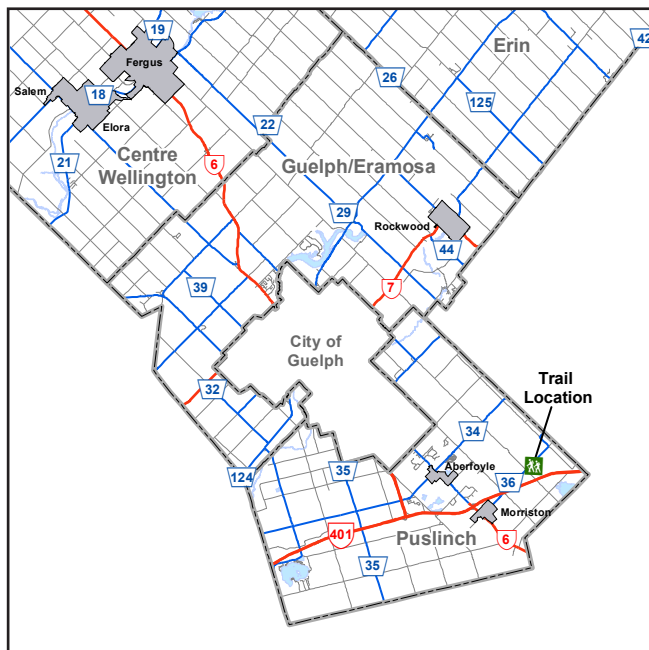 19
42
Erin
Fergus
26
Salem
18
125
Elora
22
21
Centre
Wellington
6
Guelph/Eramosa
29
Rockwood
44
39
7
City of
Guelph
Trail
Location
32
34
124
35
Aberfoyle
36
Morriston
401
Puslinch
6
35